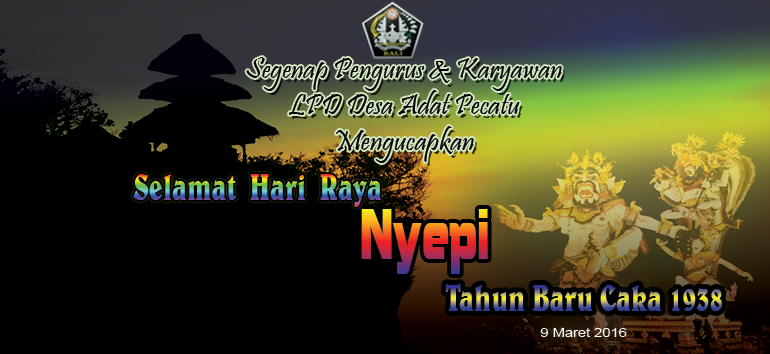 BALI
Segenap Pengurus & Karyawan
LPD Desa Adat Pecatu
Mengucapkan
Selamat Hari Raya
Nyepi
Tahun Baru Caka 1938
9 Maret 2016